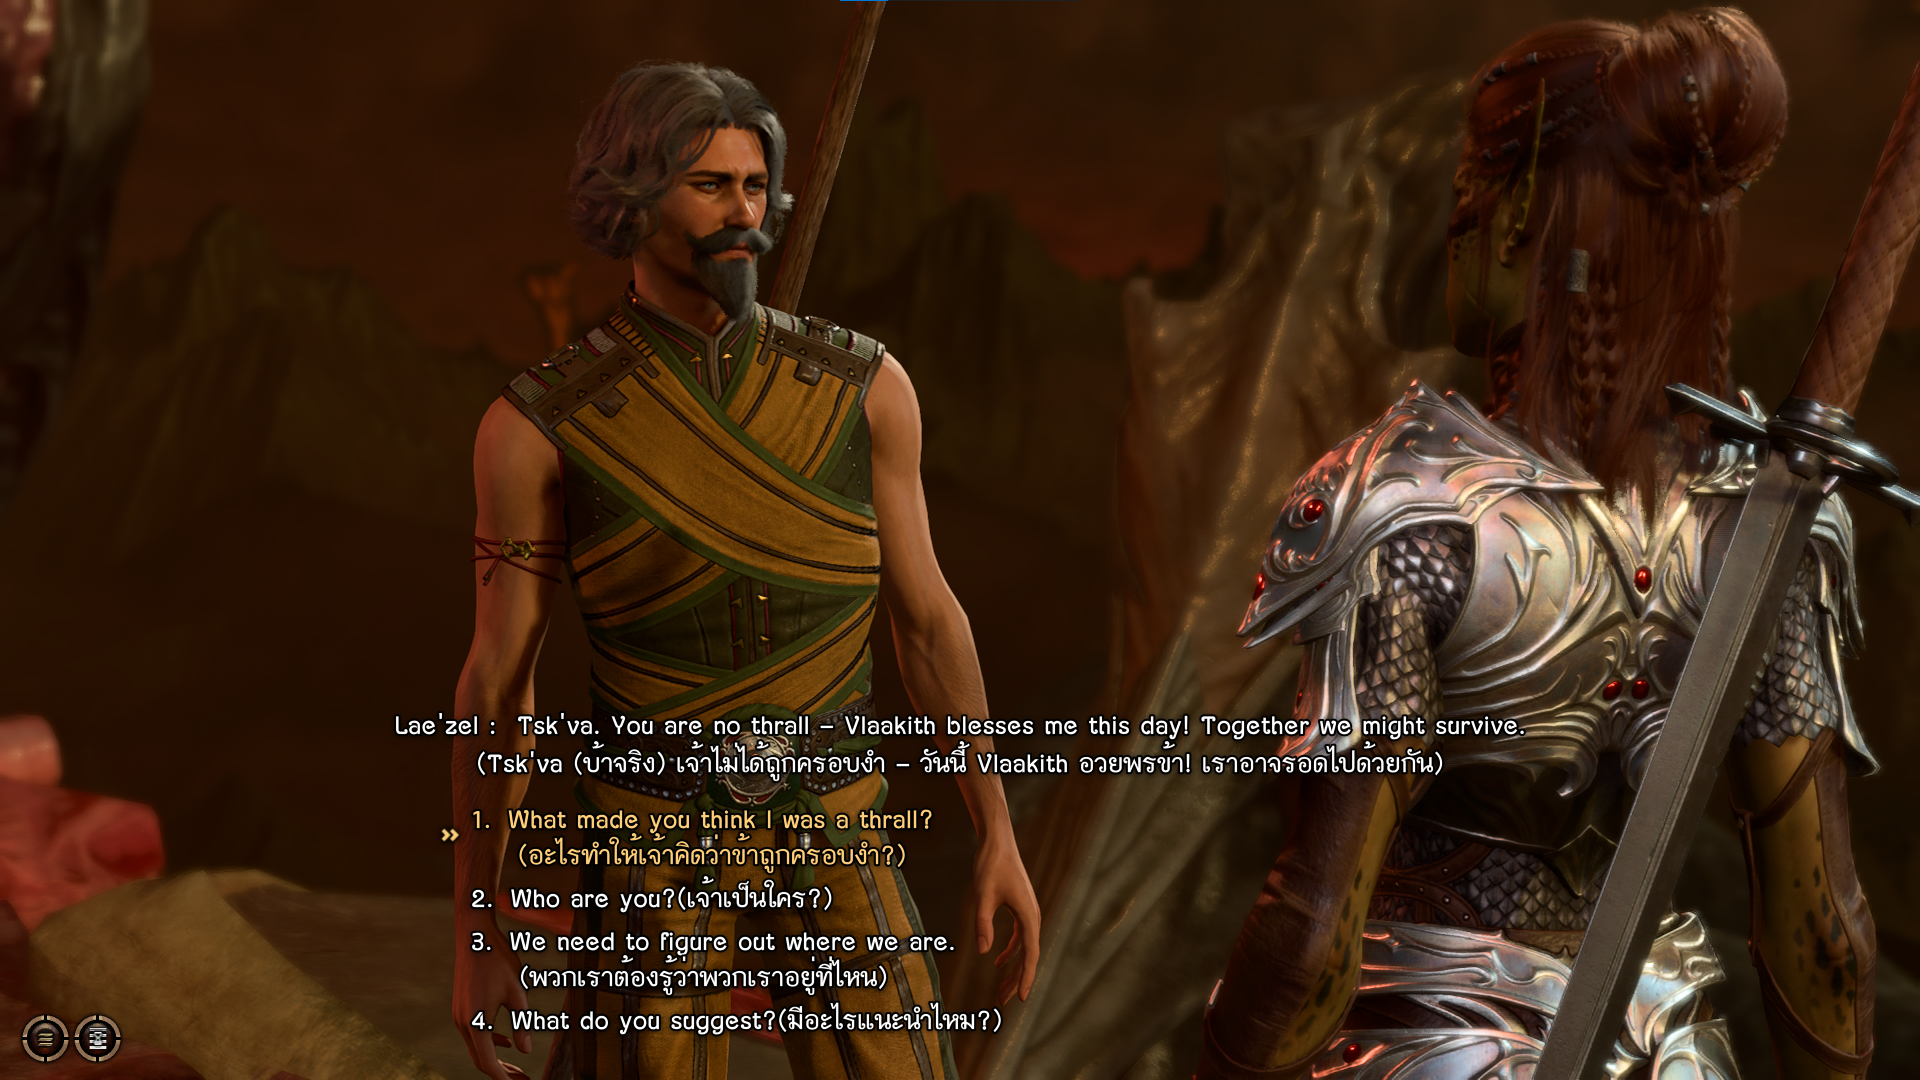 Lae'zel :  Tsk'va. You are no thrall – Vlaakith blesses me this day! Together we might survive.
(Tsk'va (บ้าจริง) เจ้าไม่ได้ถูกครอบงำ – วันนี้ Vlaakith อวยพรข้า! เราอาจรอดไปด้วยกัน)
1. What made you think I was a thrall?
(อะไรทำให้เจ้าคิดว่าข้าถูกครอบงำ?)
2. Who are you?(เจ้าเป็นใคร?)
3. We need to figure out where we are.
(พวกเราต้องรู้ว่าพวกเราอยู่ที่ไหน)
4. What do you suggest?(มีอะไรแนะนำไหม?)